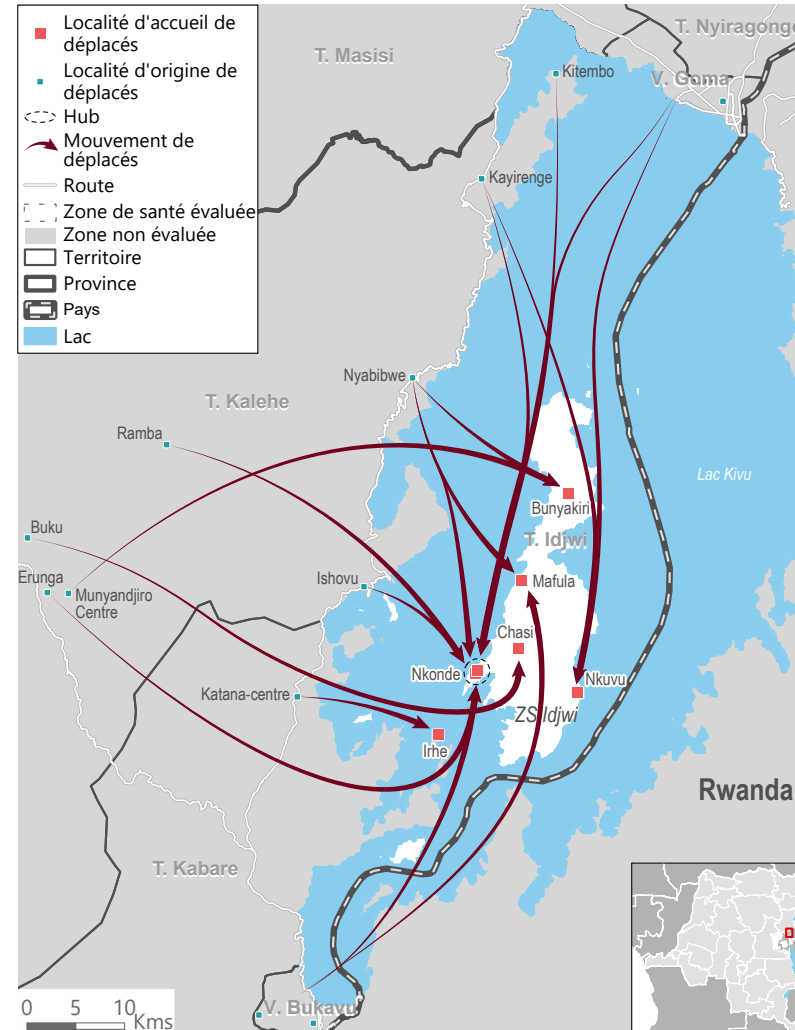 Localité d'accueil de
déplacés
Localité d'origine de
déplacés
Hub
Mouvement de
déplacés
Route
Zone de santé évaluée
Zone non évaluée
Territoire
Province
Pays
Lac
T. Nyiragongo
T. Masisi
Kitembo
V. Goma
Kayirenge
Nyabibwe
T. Kalehe
Ramba
Lac Kivu
Bunyakiri
Buku
T. Idjwi
Erunga
Munyandjiro
Centre
Ishovu
Mafula
Chasi
Nkonde
Nkuvu
Katana-centre
ZS Idjwi
Irhe
Rwanda
T. Kabare
V. Bukavu
0 5 10
Kms